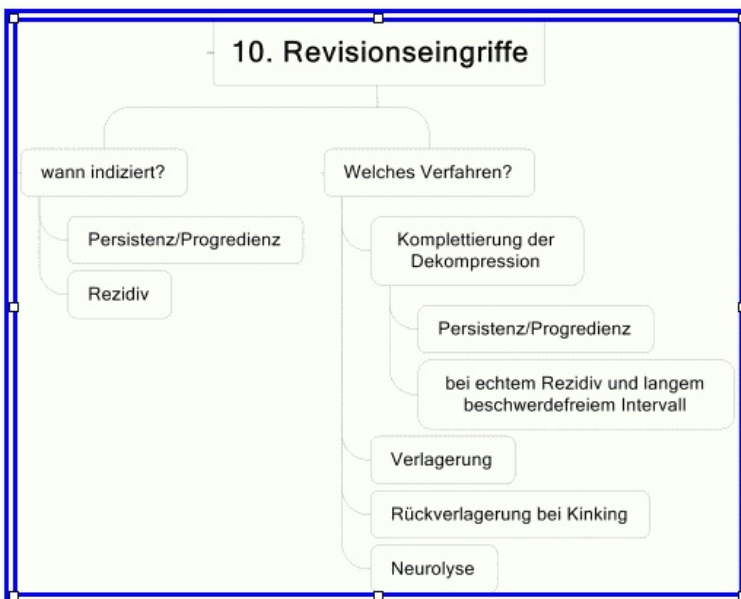 10. Revisionseingriffe
wann indiziert?
Persistenz/Progredienz
Rezidiv
Welches Verfahren?
Komplettierung der
Dekompression
Persistenz/Progredienz
bei echtem Rezidiv und langem
beschwerdefreiem Intervall
Verlagerung
Rückverlagerung bei Kinking
Neurolyse